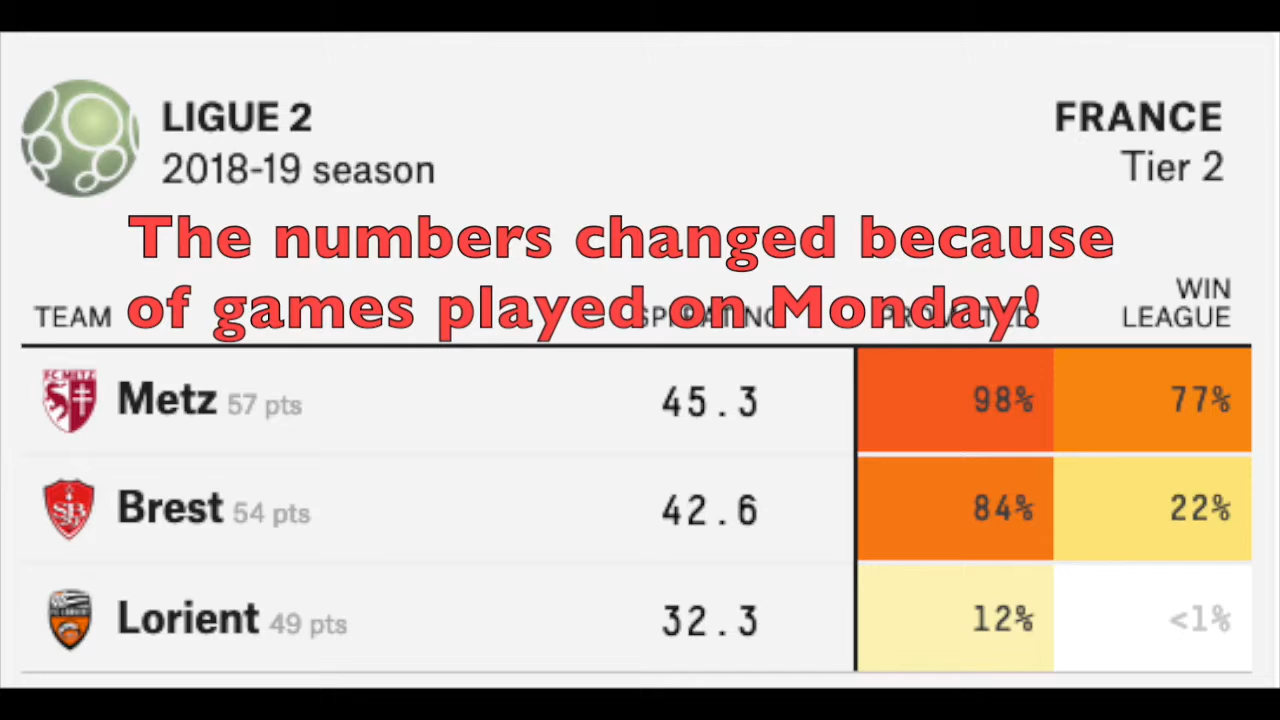 LIGUE 2
FRANCE
2018-19 season
Tier 2
The numbers changed because
of games played on Monday!
TEAM
WIN
LEAGUE
FC METZ
Metz 57 pts 45.3 98% 77%
Brest 54 pts 42.6 84% 22%
Lorient 49 pts 32.3 12% <1%